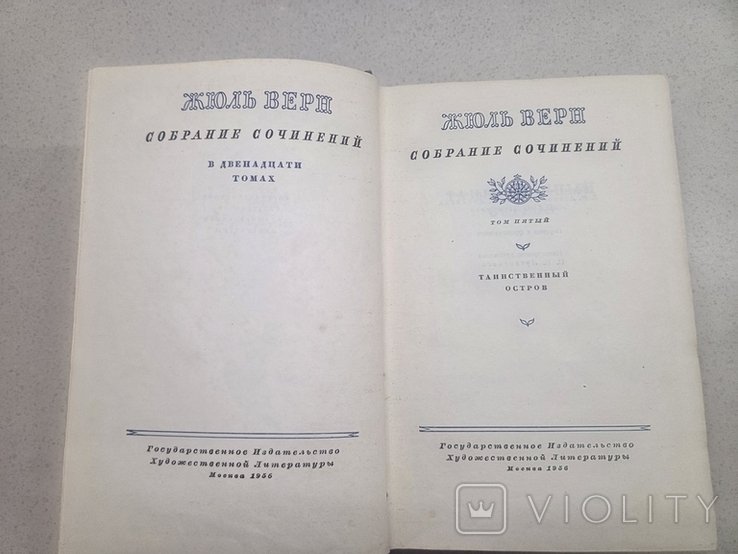 ЖЮЛЬ ВЕРН
СОБРАНИЕ СОЧИНЕНИЙ
В ДВЕНАДЦАТИ
ТОМАХ
Государственное Издательство
Художественной Литературы
Москва 1955
ЖЮЛЬ ВЕРН
СОБРАНИЕ СОЧИНЕНИЙ
ТОМ ПЯТЫЙ
ТАИНСТВЕННЫЙ
ОСТРОВ
Государственное Издательство
Художественной Литературы
Москва 1956
VIOLITY